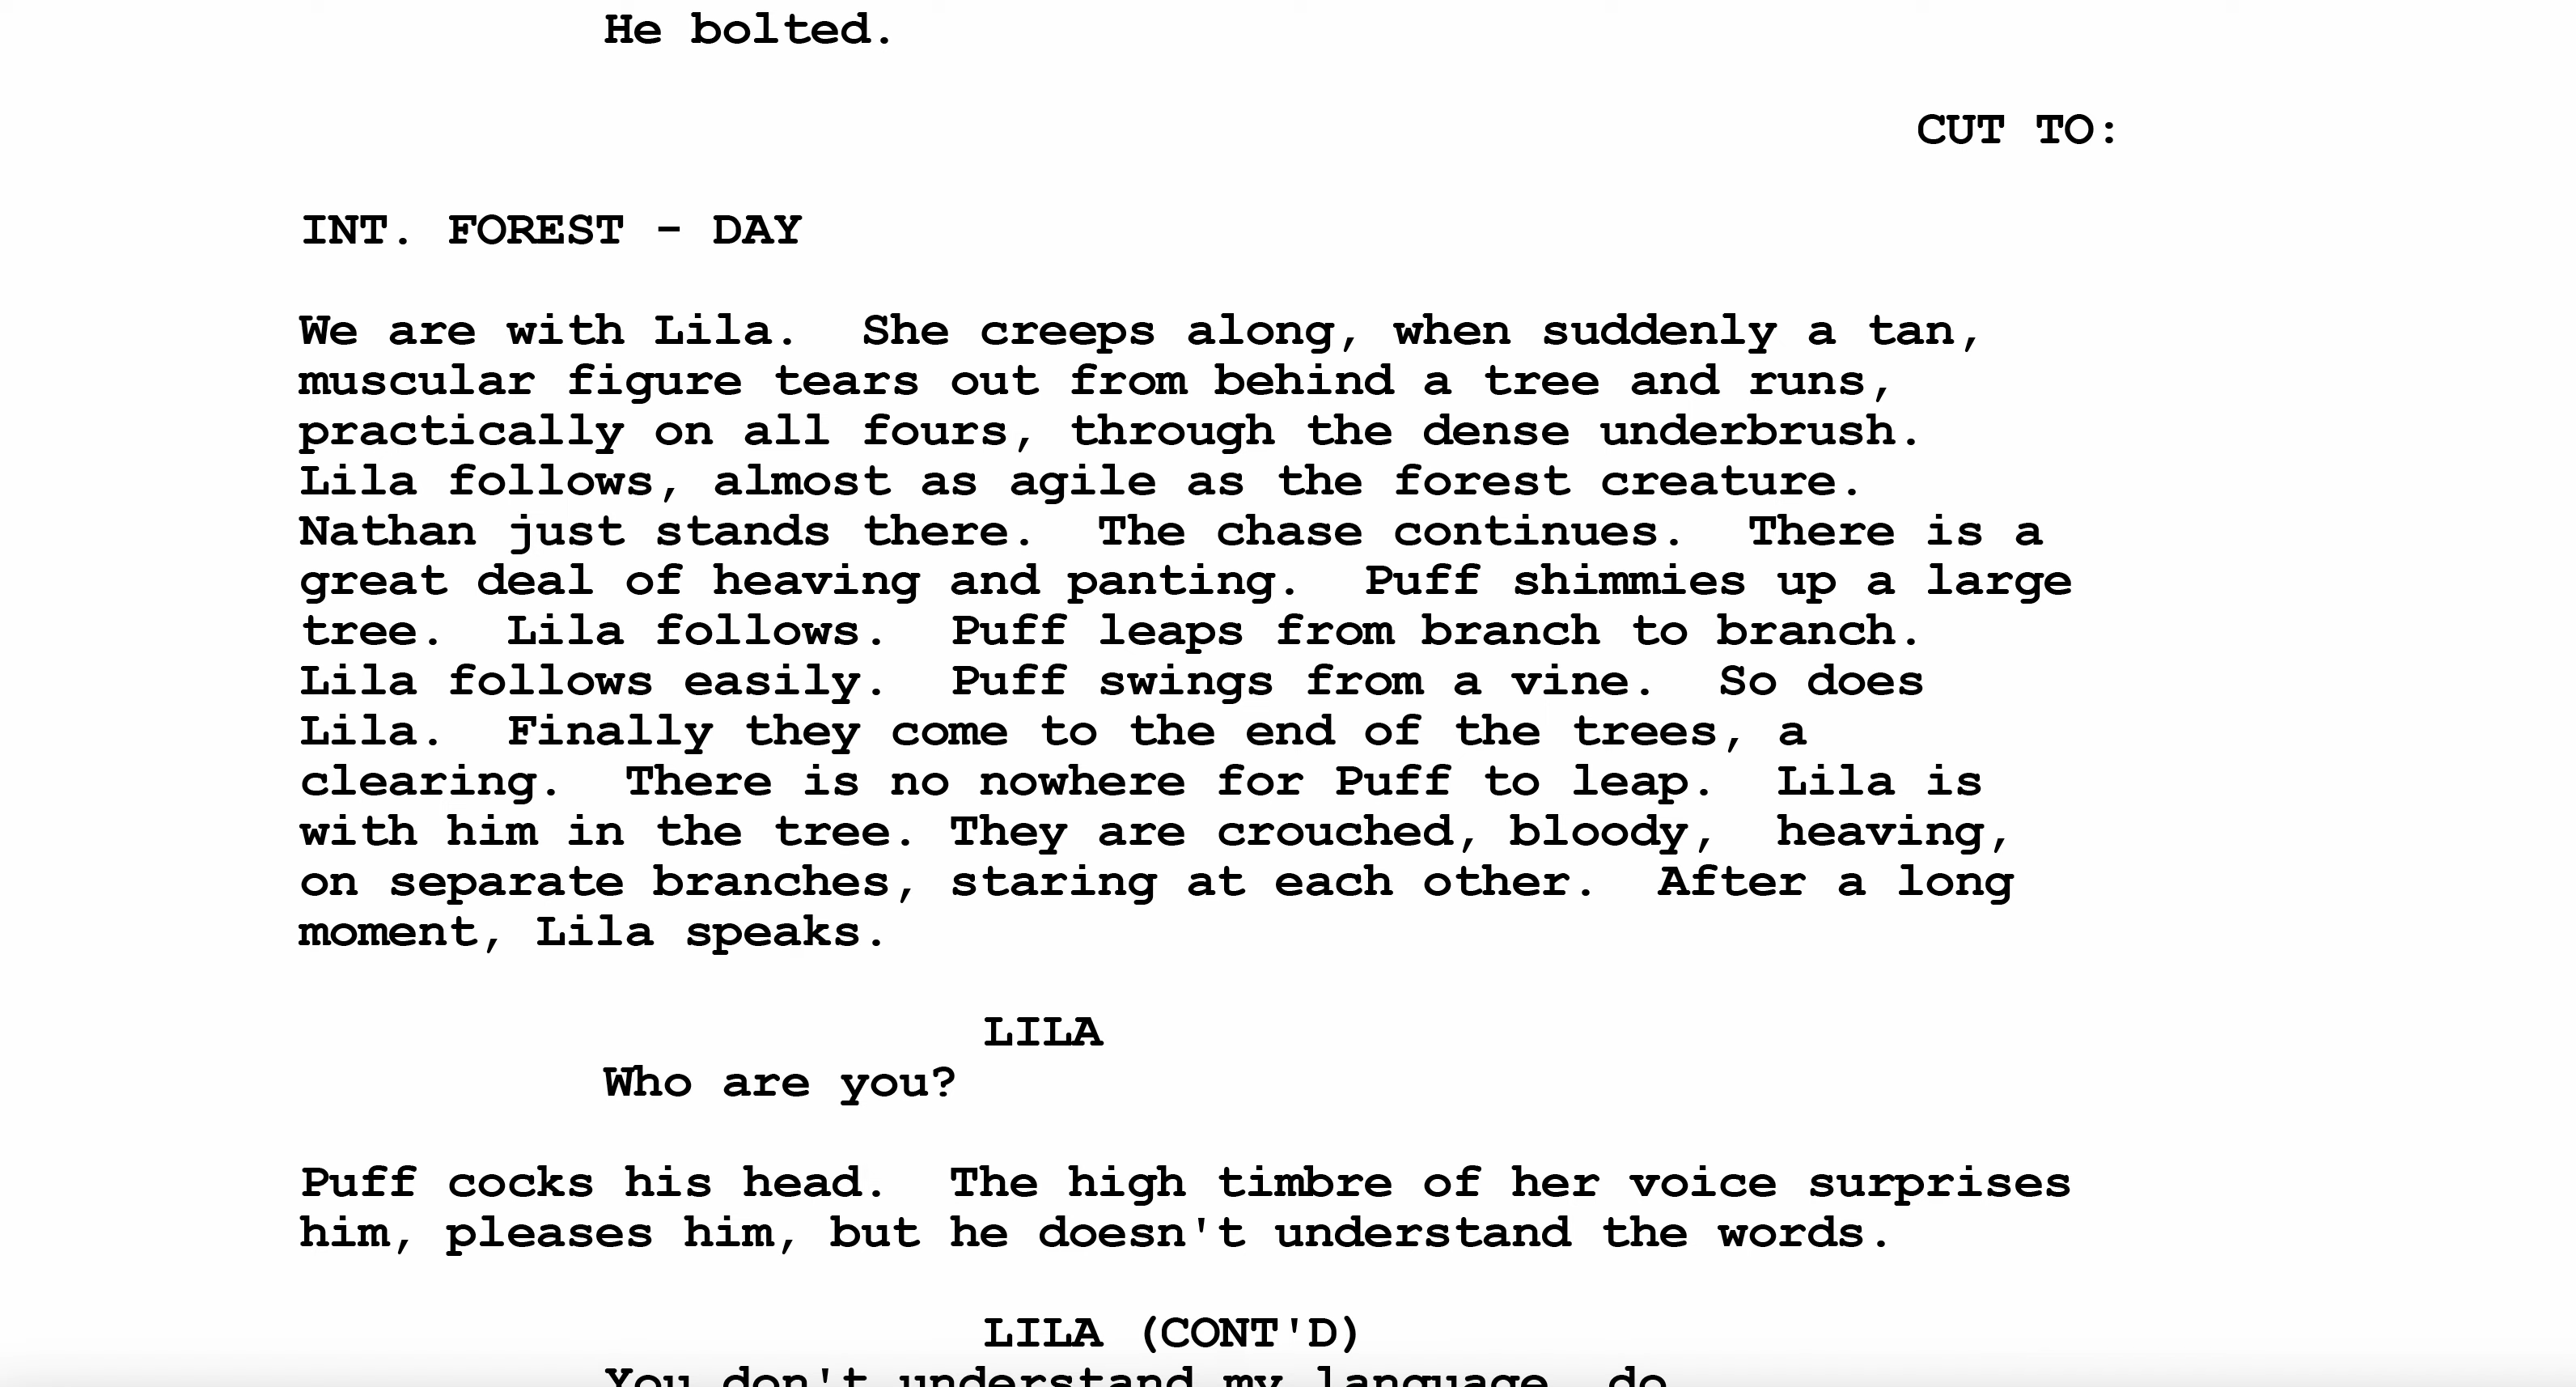 He bolted.
CUT TO:
INT. FOREST - DAY
We are with Lila.  She creeps along, when suddenly a tan,
muscular figure tears out from behind a tree and runs,
practically on all fours, through the dense underbrush.
Lila follows, almost as agile as the forest creature.
Nathan just stands there.  The chase continues.  There is a
great deal of heaving and panting.  Puff shimmies up a large
tree.  Lila follows.  Puff leaps from branch to branch.
Lila follows easily.  Puff swings from a vine.  So does
Lila.  Finally they come to the end of the trees, a
clearing.  There is no nowhere for Puff to leap.  Lila is
with him in the tree. They are crouched, bloody,  heaving,
on separate branches, staring at each other.  After a long
moment, Lila speaks.
LILA
Who are you?
Puff cocks his head.  The high timbre of her voice surprises
him, pleases him, but he doesn't understand the words.
LILA (CONT'D)
You don't understand my language, do